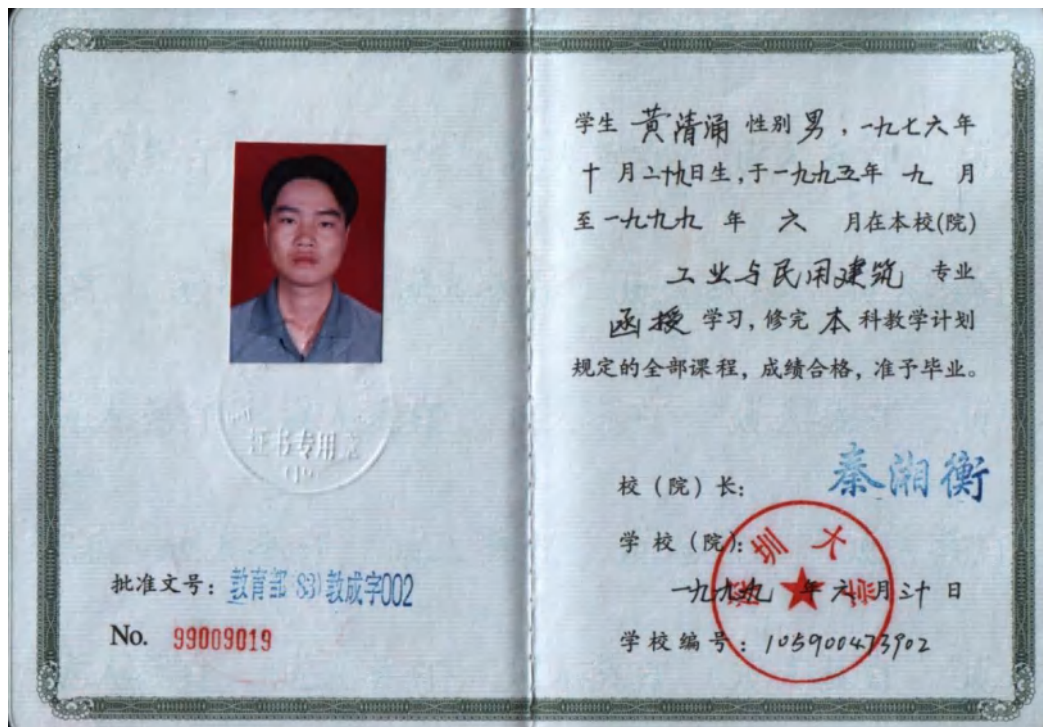 证书专用章
批准文号：教育部(83)教成字002
No. 99009019
学生 黄清涌 性别 男，一九七六年
十月二十九日生，于一九九五年 九 月
至一九九九 年 六 月在本校(院)
工业与民用建筑 专业
函授 学习，修完 本 科教学计划
规定的全部课程，成绩合格，准予毕业。
校（院）长： 秦湘衡
学校（院）：
深圳大学
一九九九 年六月三十日
学校编号：105900473902